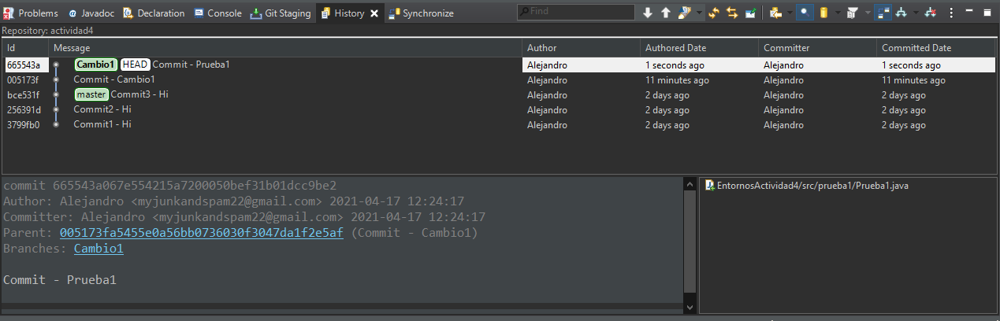 Problems Javadoc Declaration Console Git Staging History Synchronize Find
Repository: actividad4
Id Message Author Authored Date Committer Committed Date
665543a Cambio1 HEAD Commit - Prueba1 Alejandro 1 seconds ago Alejandro 1 seconds ago
005173f Commit - Cambio1 Alejandro 11 minutes ago Alejandro 11 minutes ago
bce531f master Commit3 - Hi Alejandro 2 days ago Alejandro 2 days ago
256391d Commit2 - Hi Alejandro 2 days ago Alejandro 2 days ago
3799fb0 Commit1 - Hi Alejandro 2 days ago Alejandro 2 days ago
commit 665543a067e554215a7200050bef31b01dcc9be2
Author: Alejandro <myjunkandspam22@gmail.com> 2021-04-17 12:24:17
Committer: Alejandro <myjunkandspam22@gmail.com> 2021-04-17 12:24:17
Parent: 005173fa5455e0a56bb0736030f3047da1f2e5af (Commit - Cambio1)
Branches: Cambio1
Commit - Prueba1
EntornosActividad4/src/prueba1/Prueba1.java